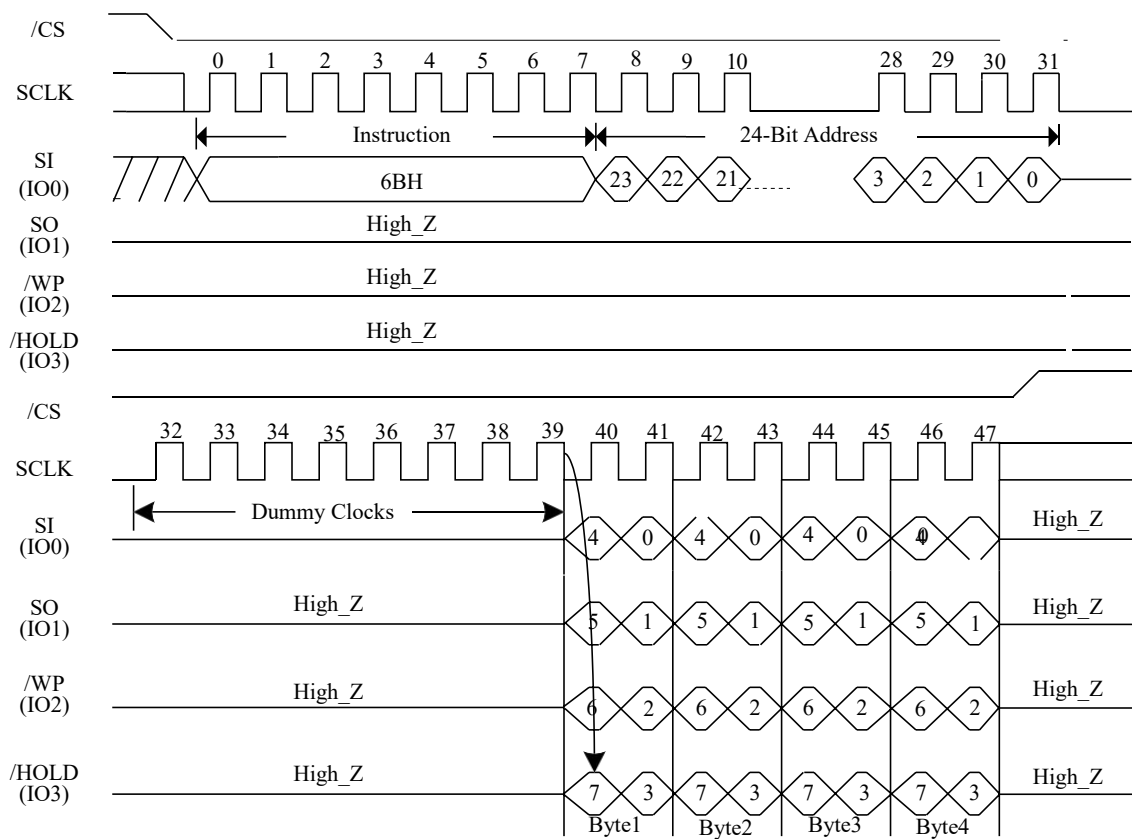 /CS
0 1 2 3 4 5 6 7 8 9 10 28 29 30 31
SCLK
Instruction 24-Bit Address
SI
(IO0)
6BH 23 22 21 3 2 1 0
SO
(IO1)
High_Z
/WP
(IO2)
High_Z
/HOLD
(IO3)
High_Z
/CS
32 33 34 35 36 37 38 39 40 41 42 43 44 45 46 47
SCLK
Dummy Clocks
SI
(IO0)
4 0 4 0 4 0 4 0 High_Z
SO
(IO1)
High_Z 5 1 5 1 5 1 5 1 High_Z
/WP
(IO2)
High_Z 6 2 6 2 6 2 6 2 High_Z
/HOLD
(IO3)
High_Z 7 3 7 3 7 3 7 3 High_Z
Byte1 Byte2 Byte3 Byte4